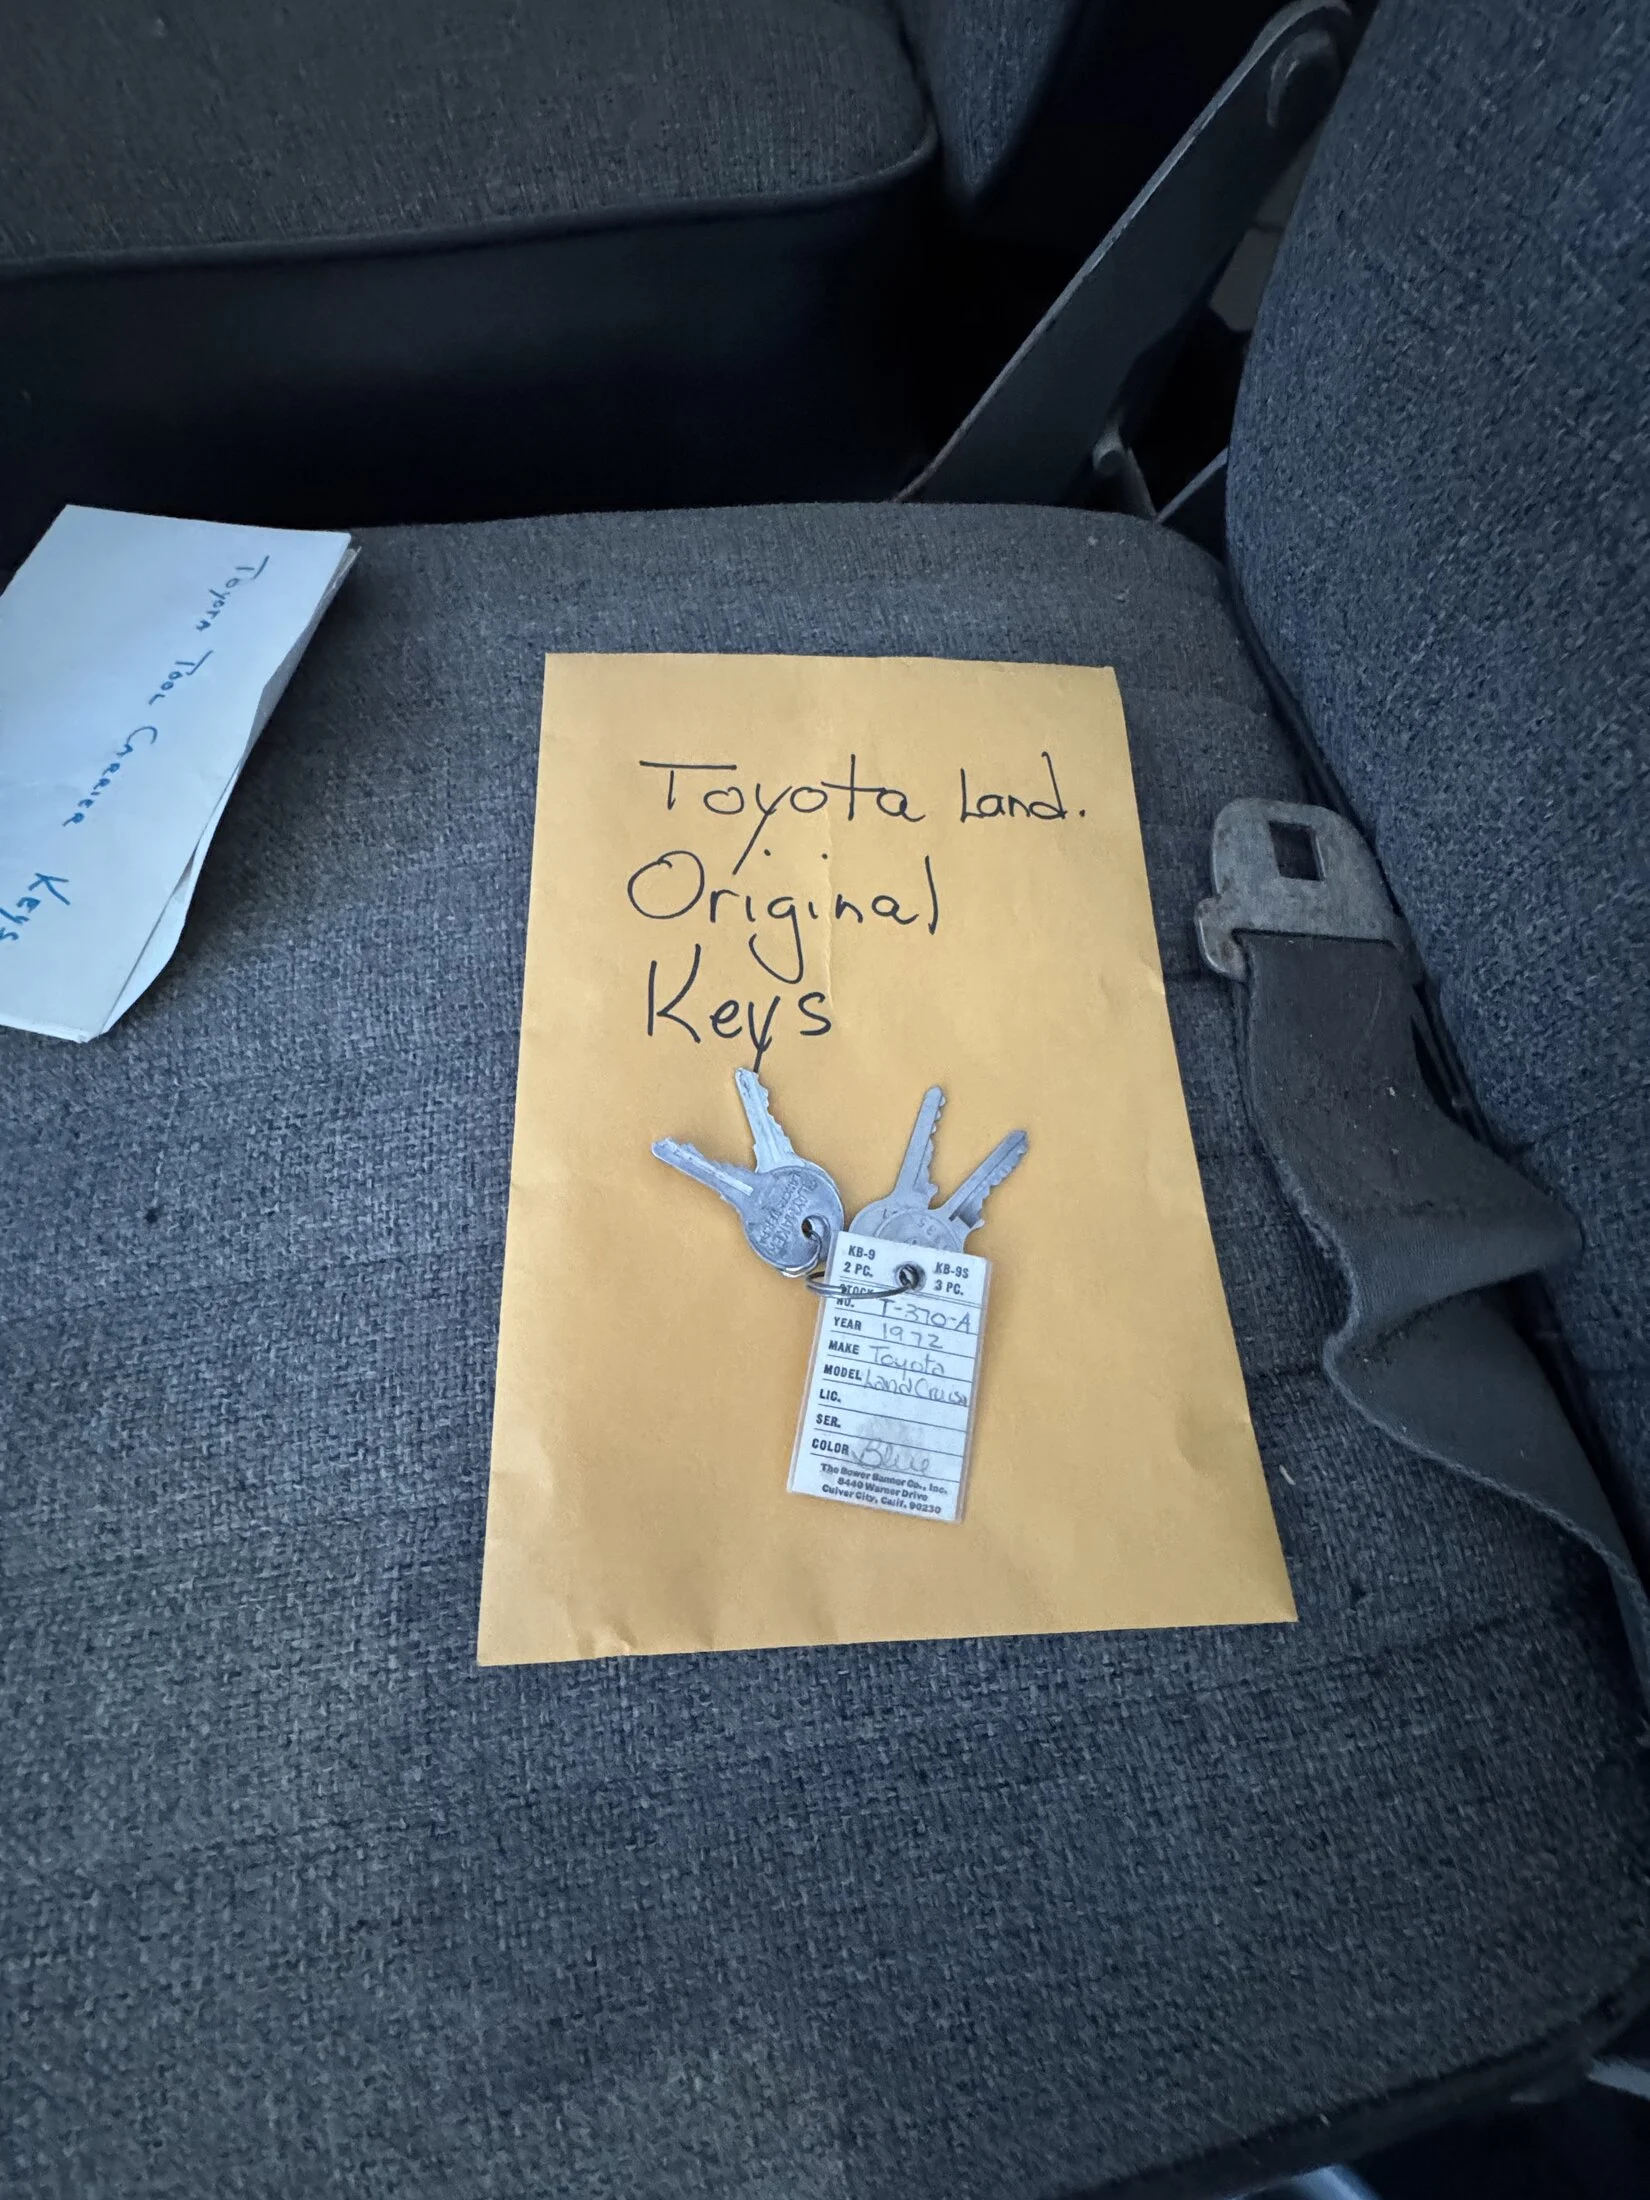 Toyota Tool Carrier Keys
Toyota Land.
Original
Keys
KB-9
2 PC.
KB-9S
3 PC.
STOCK
NO. T-370-A
YEAR 1972
MAKE Toyota
MODEL Land Cruis
LIC.
SER.
COLOR Blue
The Bower Banner Co., Inc.
8440 Warner Drive
Culver City, Calif. 90230